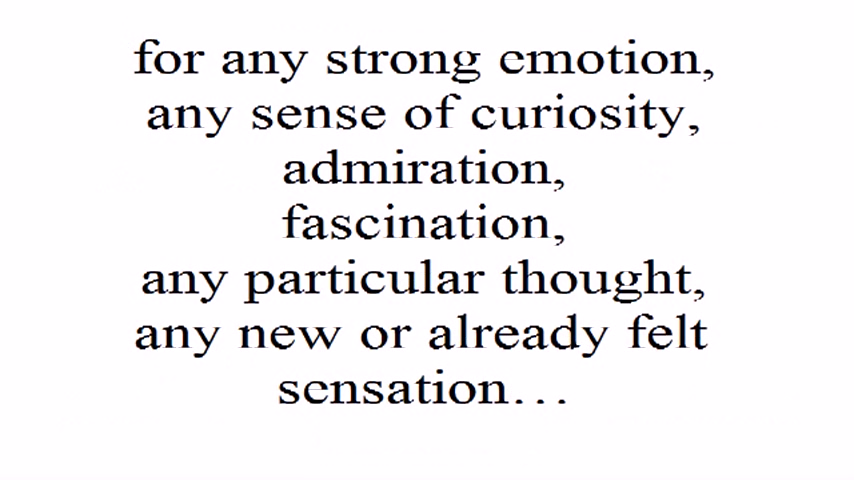 for any strong emotion,
any sense of curiosity,
admiration,
fascination,
any particular thought,
any new or already felt
sensation…